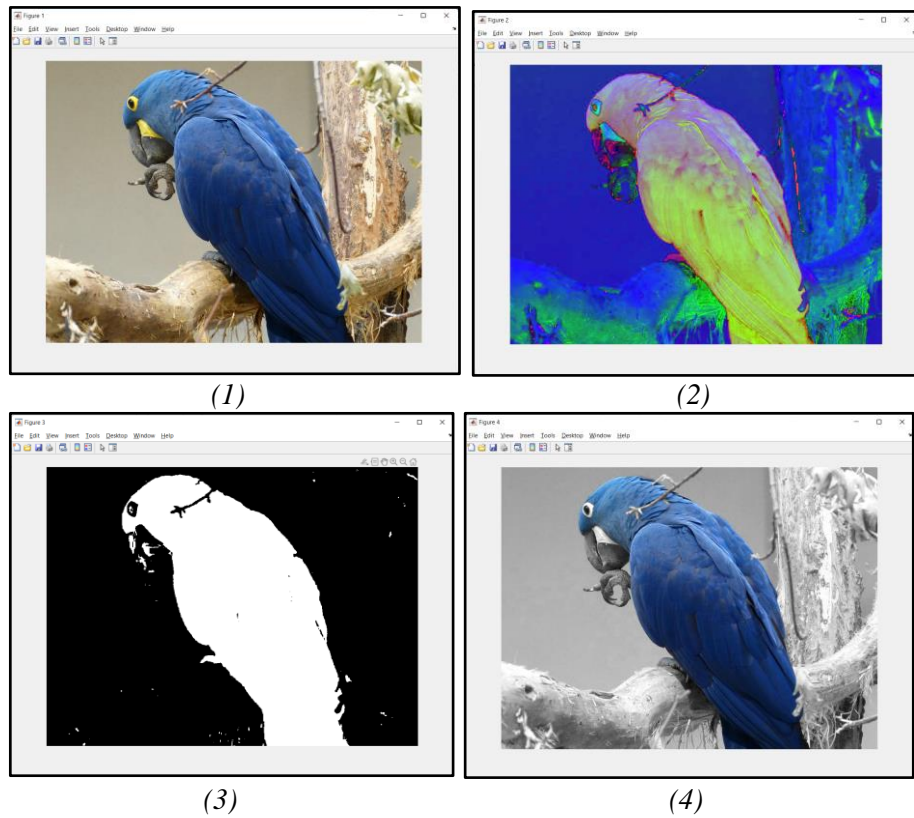 Figure 1
File Edit View Insert Tools Desktop Window Help
Figure 2
File Edit View Insert Tools Desktop Window Help
(1)
(2)
Figure 3
File Edit View Insert Tools Desktop Window Help
Figure 4
File Edit View Insert Tools Desktop Window Help
(3)
(4)